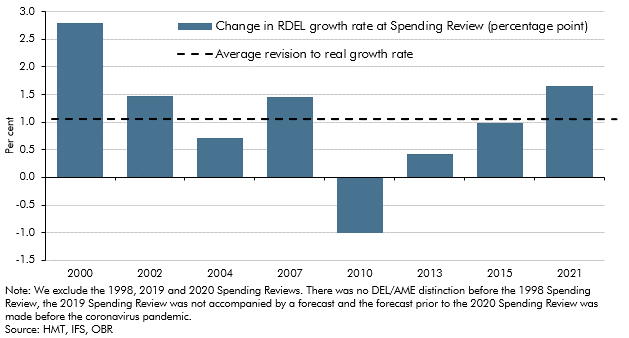 3.0
2.5
2.0
1.5
1.0
0.5
0.0
-0.5
-1.0
-1.5
Per cent
Change in RDEL growth rate at Spending Review (percentage point)
Average revision to real growth rate
2000 2002 2004 2007 2010 2013 2015 2021
Note: We exclude the 1998, 2019 and 2020 Spending Reviews. There was no DEL/AME distinction before the 1998 Spending
Review, the 2019 Spending Review was not accompanied by a forecast and the forecast prior to the 2020 Spending Review was
made before the coronavirus pandemic.
Source: HMT, IFS, OBR